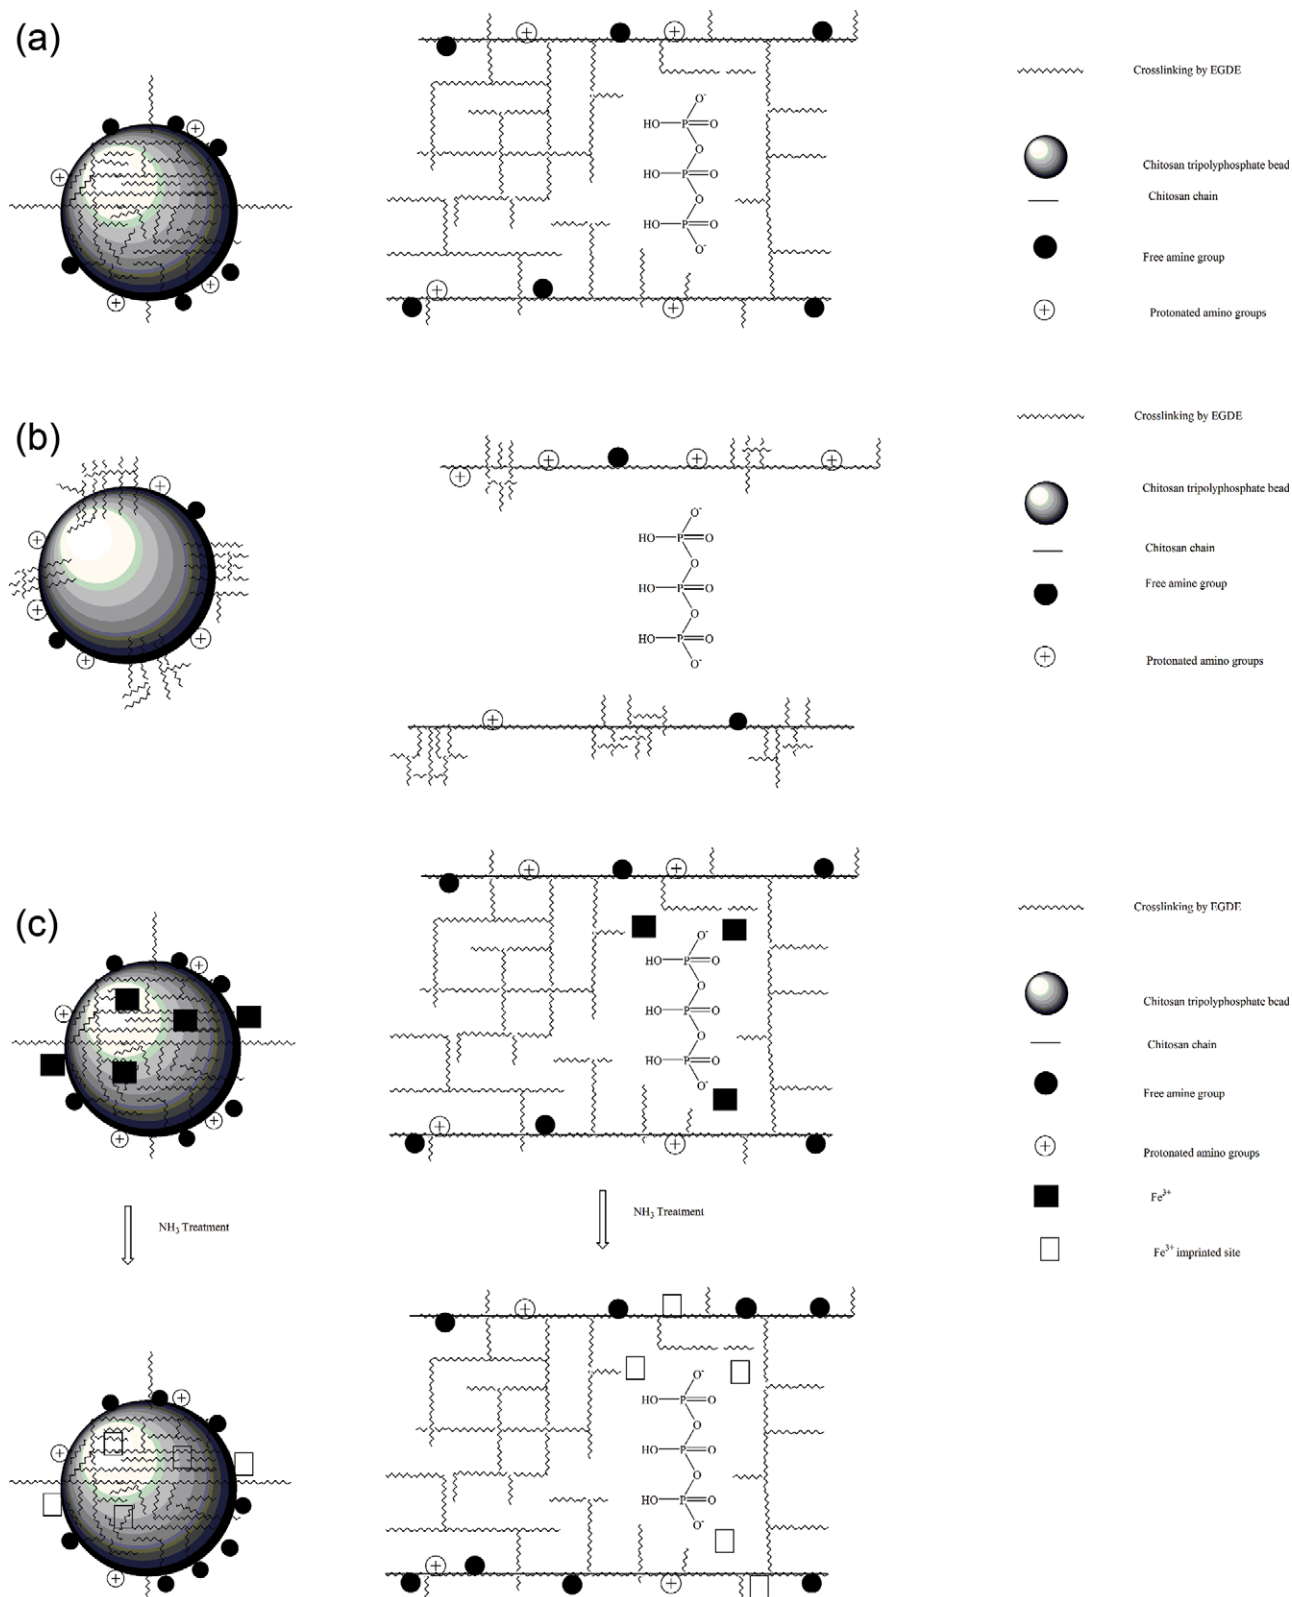 (a)
O⁻
HO P O
O
HO P O
O
HO P O
O⁻
Crosslinking by EGDE
Chitosan tripolyphosphate bead
Chitosan chain
Free amine group
Protonated amino groups
(b)
O⁻
HO P O
O
HO P O
O
HO P O
O⁻
Crosslinking by EGDE
Chitosan tripolyphosphate bead
Chitosan chain
Free amine group
Protonated amino groups
(c)
O⁻
HO P O
O
HO P O
O
HO P O
O⁻
Crosslinking by EGDE
Chitosan tripolyphosphate bead
Chitosan chain
Free amine group
Protonated amino groups
Fe³⁺
Fe³⁺ imprinted site
NH₃ Treatment
NH₃ Treatment
O⁻
HO P O
O
HO P O
O
HO P O
O⁻